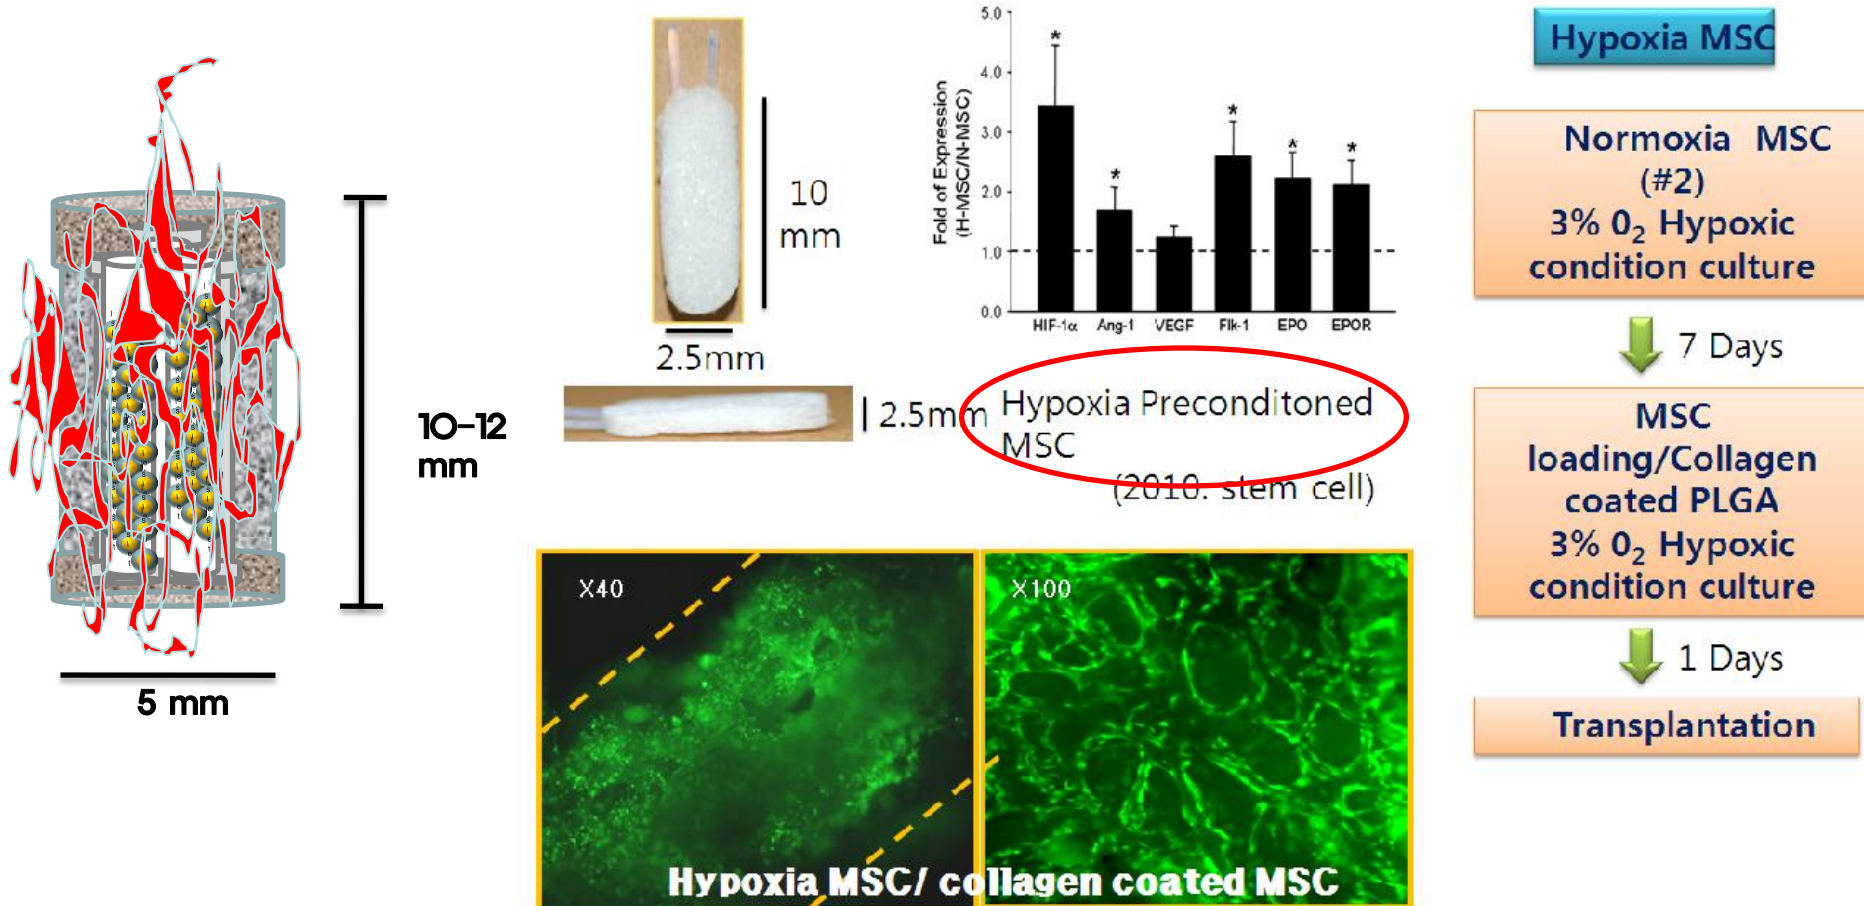 10-12
mm
5 mm
10
mm
2.5mm
2.5mm
5.0
4.0
3.0
2.0
1.0
0.0
Fold of Expression
(H-MSC/N-MSC)
*
*
*
*
*
HIF-1α Ang-1 VEGF Flk-1 EPO EPOR
Hypoxia Preconditoned
MSC
(2010. stem cell)
X40
X100
Hypoxia MSC/ collagen coated MSC
Hypoxia MSC
Normoxia MSC
(#2)
3% 0₂ Hypoxic
condition culture
7 Days
MSC
loading/Collagen
coated PLGA
3% 0₂ Hypoxic
condition culture
1 Days
Transplantation